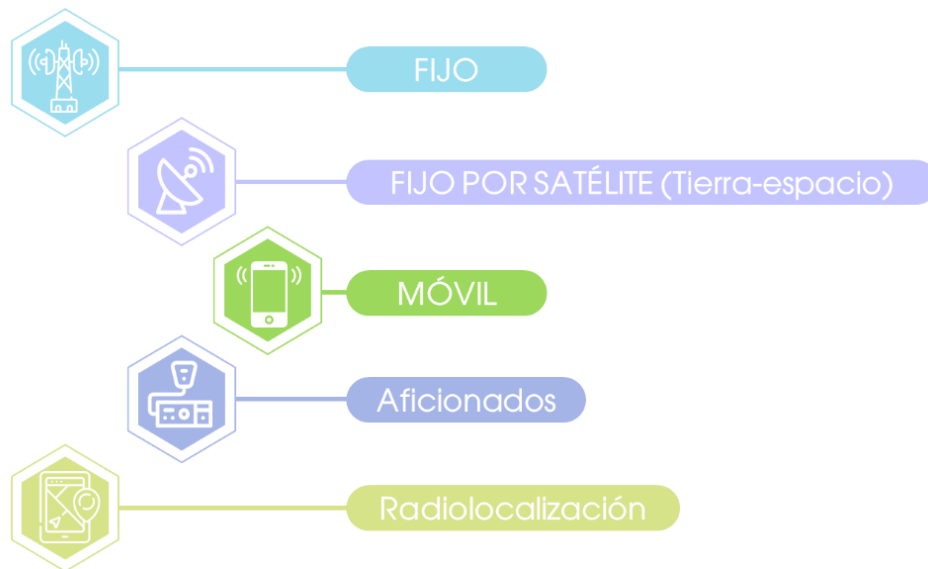 FIJO
FIJO POR SATÉLITE (Tierra-espacio)
MÓVIL
Aficionados
Radiolocalización